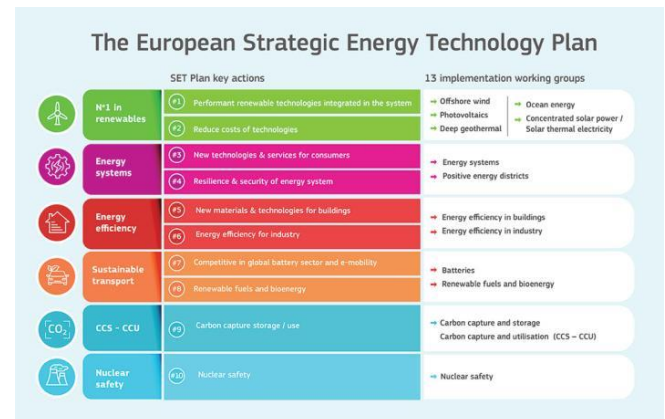 The European Strategic Energy Technology Plan
SET Plan key actions
13 implementation working groups
Nº1 in
renewables
#1 Performant renewable technologies integrated in the system
#2 Reduce costs of technologies
→ Offshore wind
→ Photovoltaics
→ Deep geothermal
→ Ocean energy
→ Concentrated solar power /
Solar thermal electricity
Energy
systems
#3 New technologies & services for consumers
#4 Resilience & security of energy system
→ Energy systems
→ Positive energy districts
Energy
efficiency
#5 New materials & technologies for buildings
#6 Energy efficiency for industry
→ Energy efficiency in buildings
→ Energy efficiency in industry
Sustainable
transport
#7 Competitive in global battery sector and e-mobility
#8 Renewable fuels and bioenergy
→ Batteries
→ Renewable fuels and bioenergy
CO2
CCS - CCU
#9 Carbon capture storage / use
→ Carbon capture and storage
Carbon capture and utilisation (CCS – CCU)
Nuclear
safety
#10 Nuclear safety
→ Nuclear safety